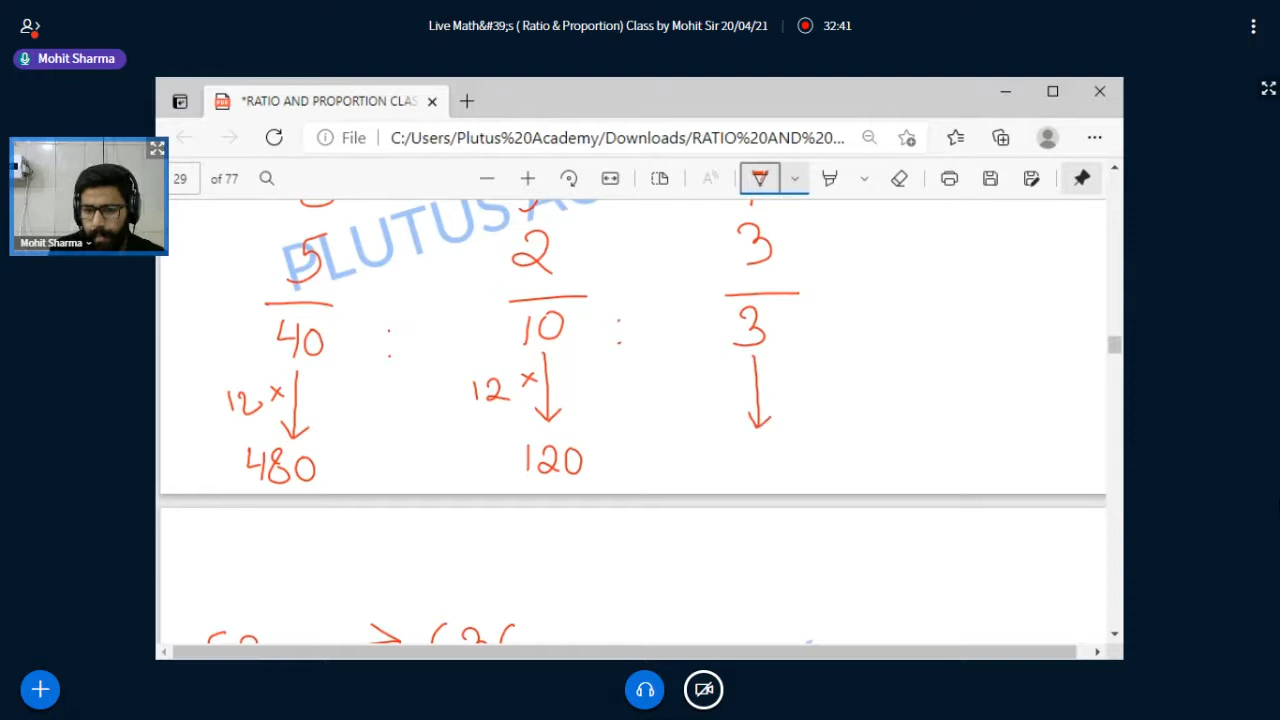 Live Math&#39;s ( Ratio & Proportion) Class by Mohit Sir 20/04/21 32:41
Mohit Sharma
*RATIO AND PROPORTION CLAS
File C:/Users/Plutus%20Academy/Downloads/RATIO%20AND%20...
29 of 77
Mohit Sharma
PLUTUS AC
5 2 3
40 : 10 : 3
12 × 12 ×
480 120